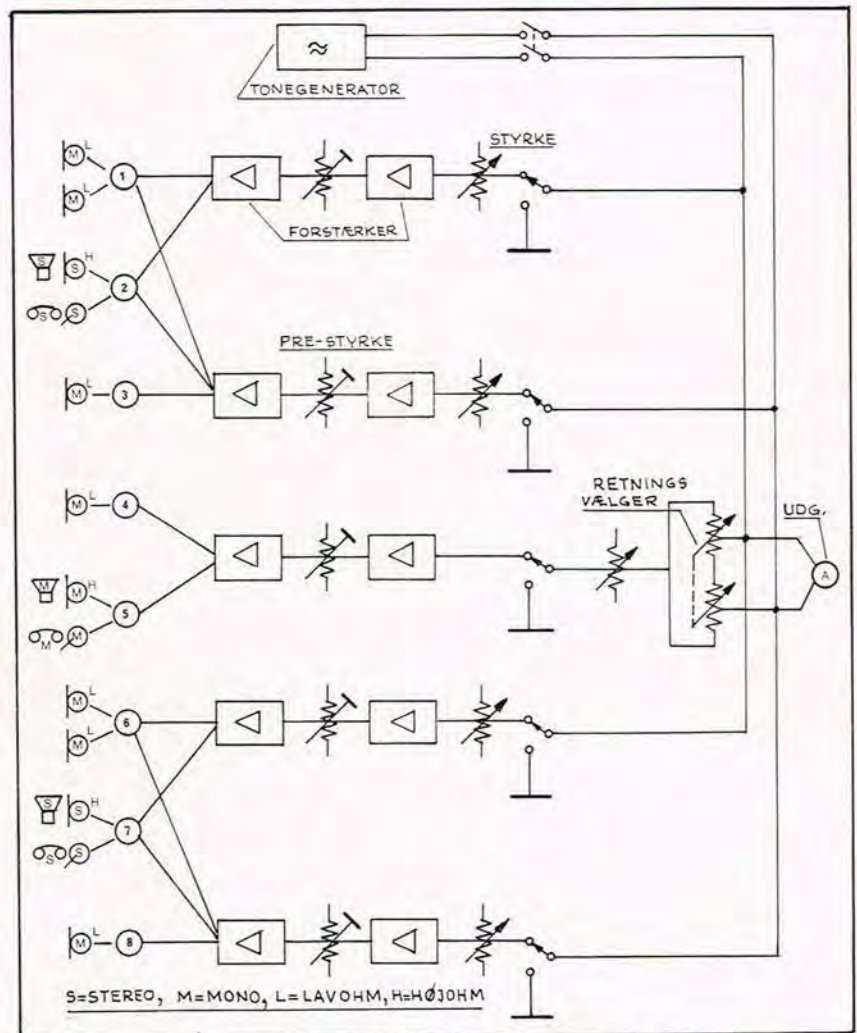 ≈
TONEGENERATOR
STYRKE
M L
M L
1
FORSTÆRKER
S
S H
S
S
2
PRE-STYRKE
M L
3
M L
4
RETNINGS
VÆLGER
UDG.
A
M
M H
M
M
5
M L
M L
6
S
S H
S
S
7
M L
8
S=STEREO, M=MONO, L=LAVOHM, H=HØJOHM